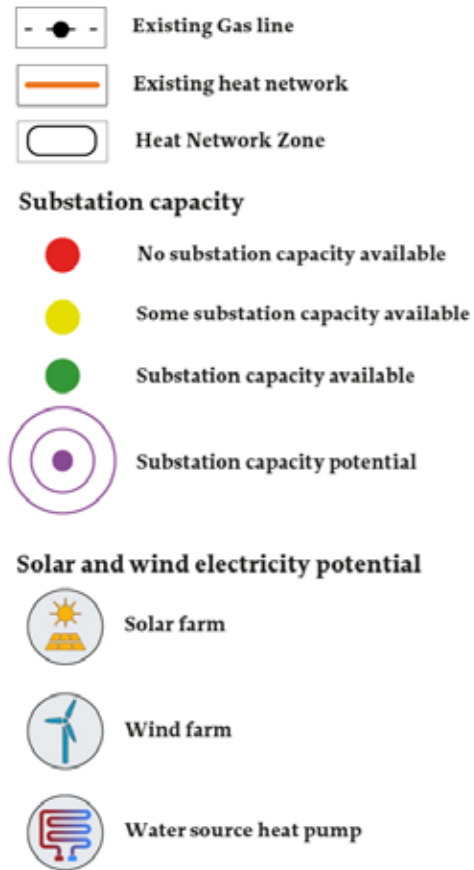 Existing Gas line
Existing heat network
Heat Network Zone
Substation capacity
No substation capacity available
Some substation capacity available
Substation capacity available
Substation capacity potential
Solar and wind electricity potential
Solar farm
Wind farm
Water source heat pump